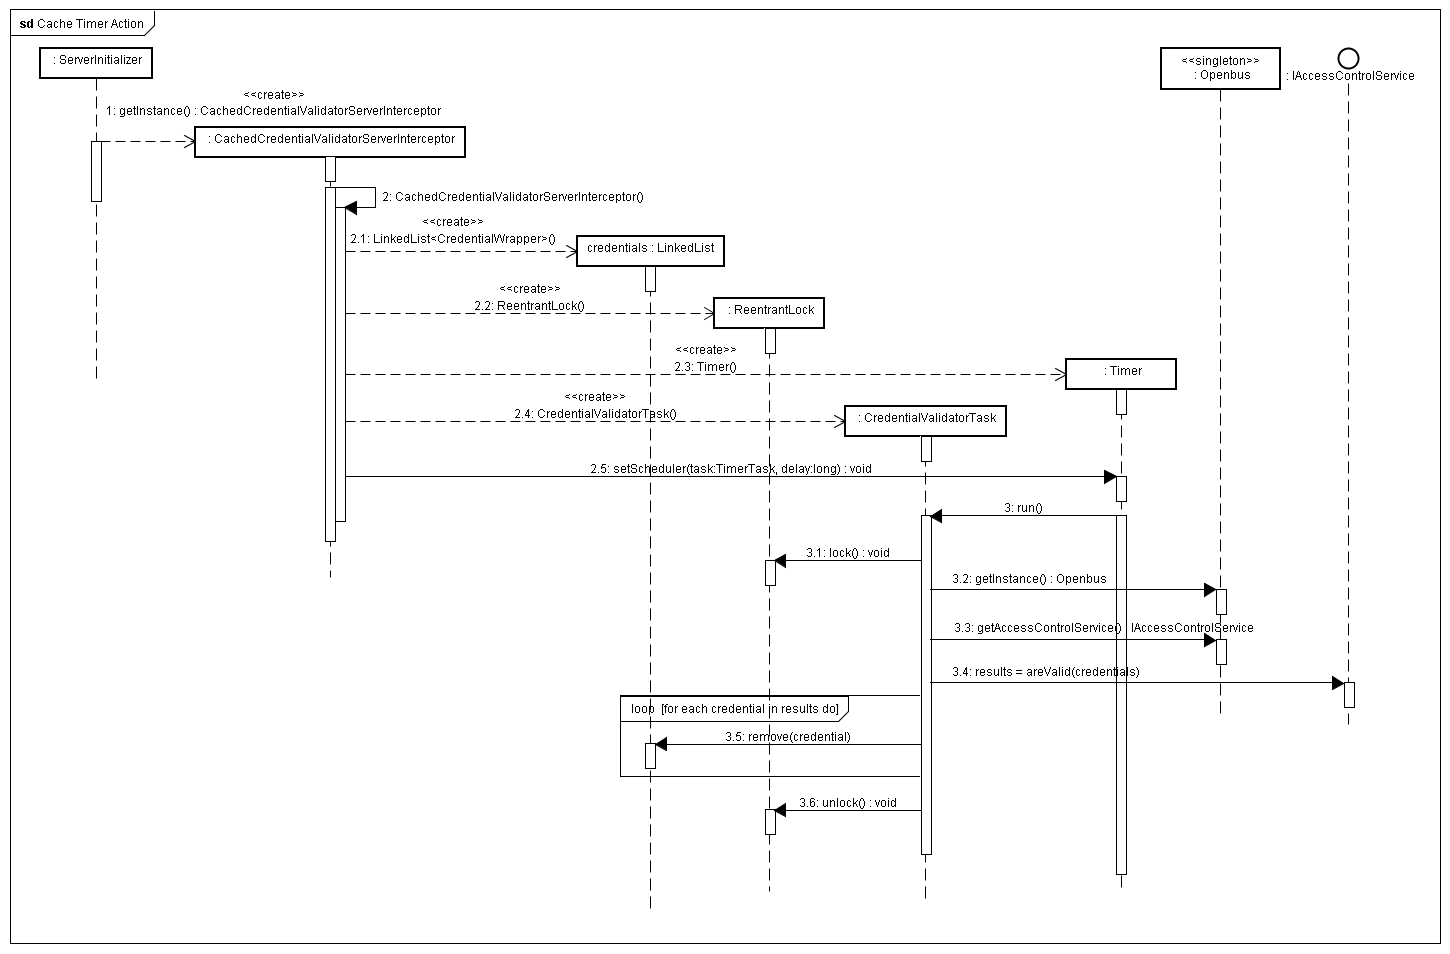 sd Cache Timer Action
: ServerInitializer
<<singleton>>
: Openbus
: IAccessControlService
<<create>>
1: getInstance() : CachedCredentialValidatorServerInterceptor
: CachedCredentialValidatorServerInterceptor
2: CachedCredentialValidatorServerInterceptor()
<<create>>
2.1: LinkedList<CredentialWrapper>()
credentials : LinkedList
<<create>>
2.2: ReentrantLock()
: ReentrantLock
<<create>>
2.3: Timer()
: Timer
<<create>>
2.4: CredentialValidatorTask()
: CredentialValidatorTask
2.5: setScheduler(task:TimerTask, delay:long) : void
3: run()
3.1: lock() : void
3.2: getInstance() : Openbus
3.3: getAccessControlService() IAccessControlService
3.4: results = areValid(credentials)
loop [for each credential in results do]
3.5: remove(credential)
3.6: unlock() : void